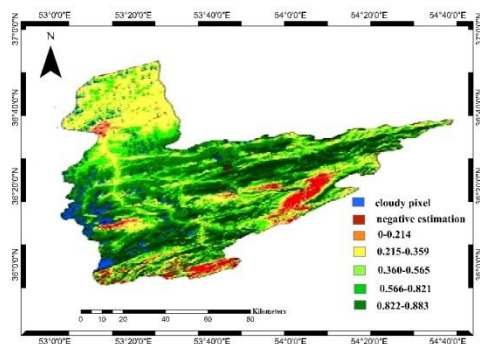 53°0'0"E 53°20'0"E 53°40'0"E 54°0'0"E 54°20'0"E 54°40'0"E
37°0'0"N
N
36°40'0"N
36°20'0"N
36°0'0"N
cloudy pixel
negative estimation
0-0.214
0.215-0.359
0.360-0.565
0.566-0.821
0.822-0.883
Kilometers
0 10 20 40 60 80
53°0'0"E 53°20'0"E 53°40'0"E 54°0'0"E 54°20'0"E 54°40'0"E